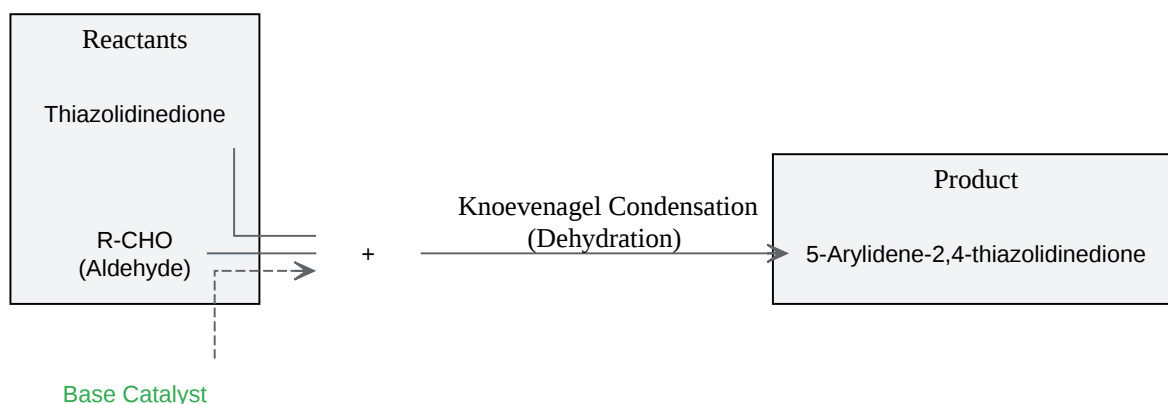 Reactants
Thiazolidinedione
R-CHO
(Aldehyde)
Base Catalyst
+
Knoevenagel Condensation
(Dehydration)
Product
5-Arylidene-2,4-thiazolidinedione